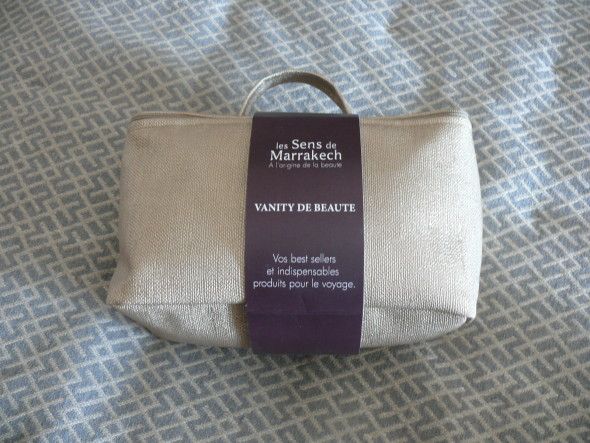 les Sens de
Marrakech
A l'origine de la beauté
VANITY DE BEAUTE
Vos best sellers
et indispensables
produits pour le voyage.